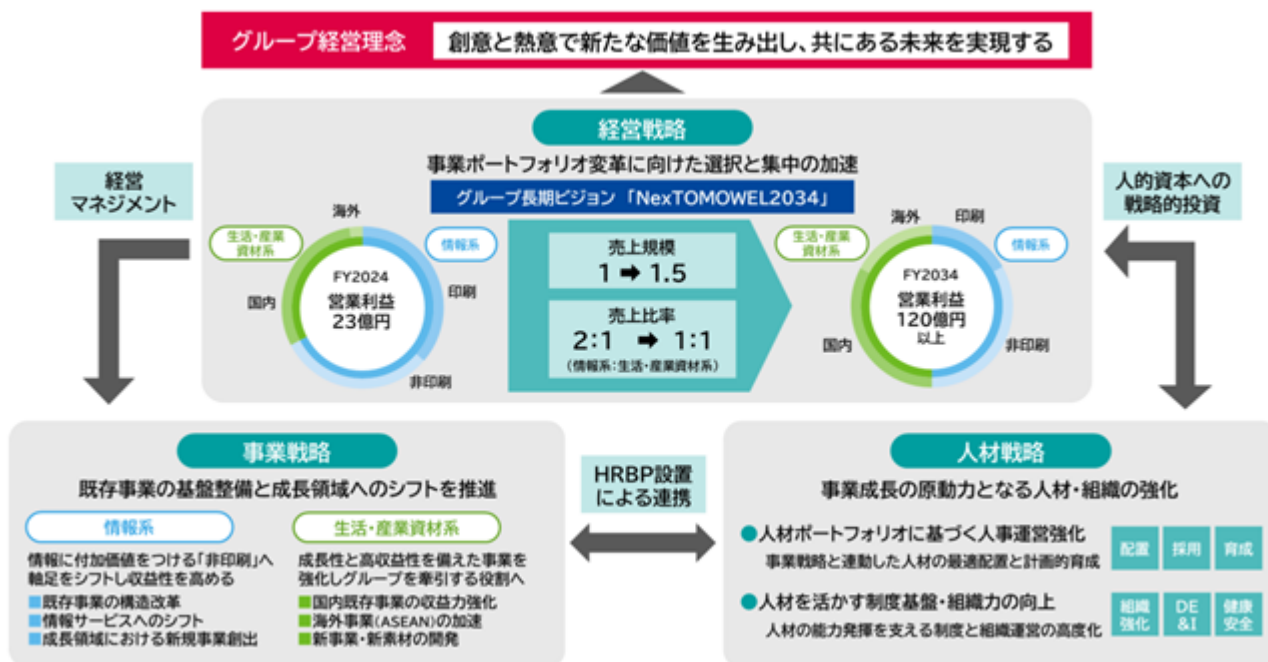 グループ経営理念
創意と熱意で新たな価値を生み出し、共にある未来を実現する
経営戦略
事業ポートフォリオ変革に向けた選択と集中の加速
グループ長期ビジョン「NexTOMOWEL2034」
経営
マネジメント
人的資本への
戦略的投資
海外
生活・産業
資材系
情報系
国内
印刷
非印刷
FY2024
営業利益
23億円
売上規模
1 ➡ 1.5
売上比率
2:1 ➡ 1:1
(情報系:生活・産業資材系)
海外
印刷
生活・産業
資材系
情報系
国内
非印刷
FY2034
営業利益
120億円
以上
事業戦略
既存事業の基盤整備と成長領域へのシフトを推進
情報系
情報に付加価値をつける「非印刷」へ
軸足をシフトし収益性を高める
■既存事業の構造改革
■情報サービスへのシフト
■成長領域における新規事業創出
生活・産業資材系
成長性と高収益性を備えた事業を
強化しグループを牽引する役割へ
■国内既存事業の収益力強化
■海外事業(ASEAN)の加速
■新事業・新素材の開発
HRBP設置
による連携
人材戦略
事業成長の原動力となる人材・組織の強化
●人材ポートフォリオに基づく人事運営強化
事業戦略と連動した人材の最適配置と計画的育成
配置
採用
育成
●人材を活かす制度基盤・組織力の向上
人材の能力発揮を支える制度と組織運営の高度化
組織
強化
DE
&I
健康
安全